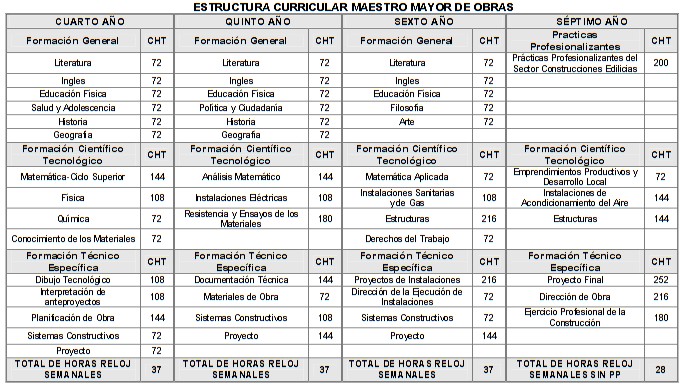 ESTRUCTURA CURRICULAR MAESTRO MAYOR DE OBRAS
CUARTO AÑO QUINTO AÑO SEXTO AÑO SÉPTIMO AÑO
Formación General CHT Formación General CHT Formación General CHT Practicas Profesionalizantes CHT
Literatura 72 Literatura 72 Literatura 72 Prácticas Profesionalizantes del Sector Construcciones Edilicias 200
Ingles 72 Ingles 72 Ingles 72
Educación Física 72 Educación Física 72 Educación Física 72
Salud y Adolescencia 72 Política y Ciudadanía 72 Filosofia 72
Historia 72 Historia 72 Arte 72
Geografía 72 Geografía 72
Formación Científico Tecnológico CHT Formación Científico Tecnológico CHT Formación Científico Tecnológico CHT Formación Científico Tecnológico CHT
Matemática-Ciclo Superior 144 Análisis Matemático 144 Matemática Aplicada 72 Emprendimientos Productivos y Desarrollo Local 72
Física 108 Instalaciones Eléctricas 108 Instalaciones Sanitarias y de Gas 108 Instalaciones de Acondicionamiento del Aire 144
Química 72 Resistencia y Ensayos de los Materiales 180 Estructuras 216 Estructuras 144
Conocimiento de los Materiales 72 Derechos del Trabajo 72
Formación Técnico Específica CHT Formación Técnico Específica CHT Formación Técnico Específica CHT Formación Técnico Específica CHT
Dibujo Tecnológico 108 Documentación Técnica 144 Proyectos de Instalaciones 216 Proyecto Final 252
Interpretación de anteproyectos 108 Materiales de Obra 72 Dirección de la Ejecución de Instalaciones 72 Dirección de Obra 216
Planificación de Obra 144 Sistemas Constructivos 108 Sistemas Constructivos 72 Ejercicio Profesional de la Construcción 180
Sistemas Constructivos 72 Proyecto 144 Proyecto 144
Proyecto 72
TOTAL DE HORAS RELOJ SEMANALES 37 TOTAL DE HORAS RELOJ SEMANALES 37 TOTAL DE HORAS RELOJ SEMANALES 37 TOTAL DE HORAS RELOJ SEMANALES SIN PP 28